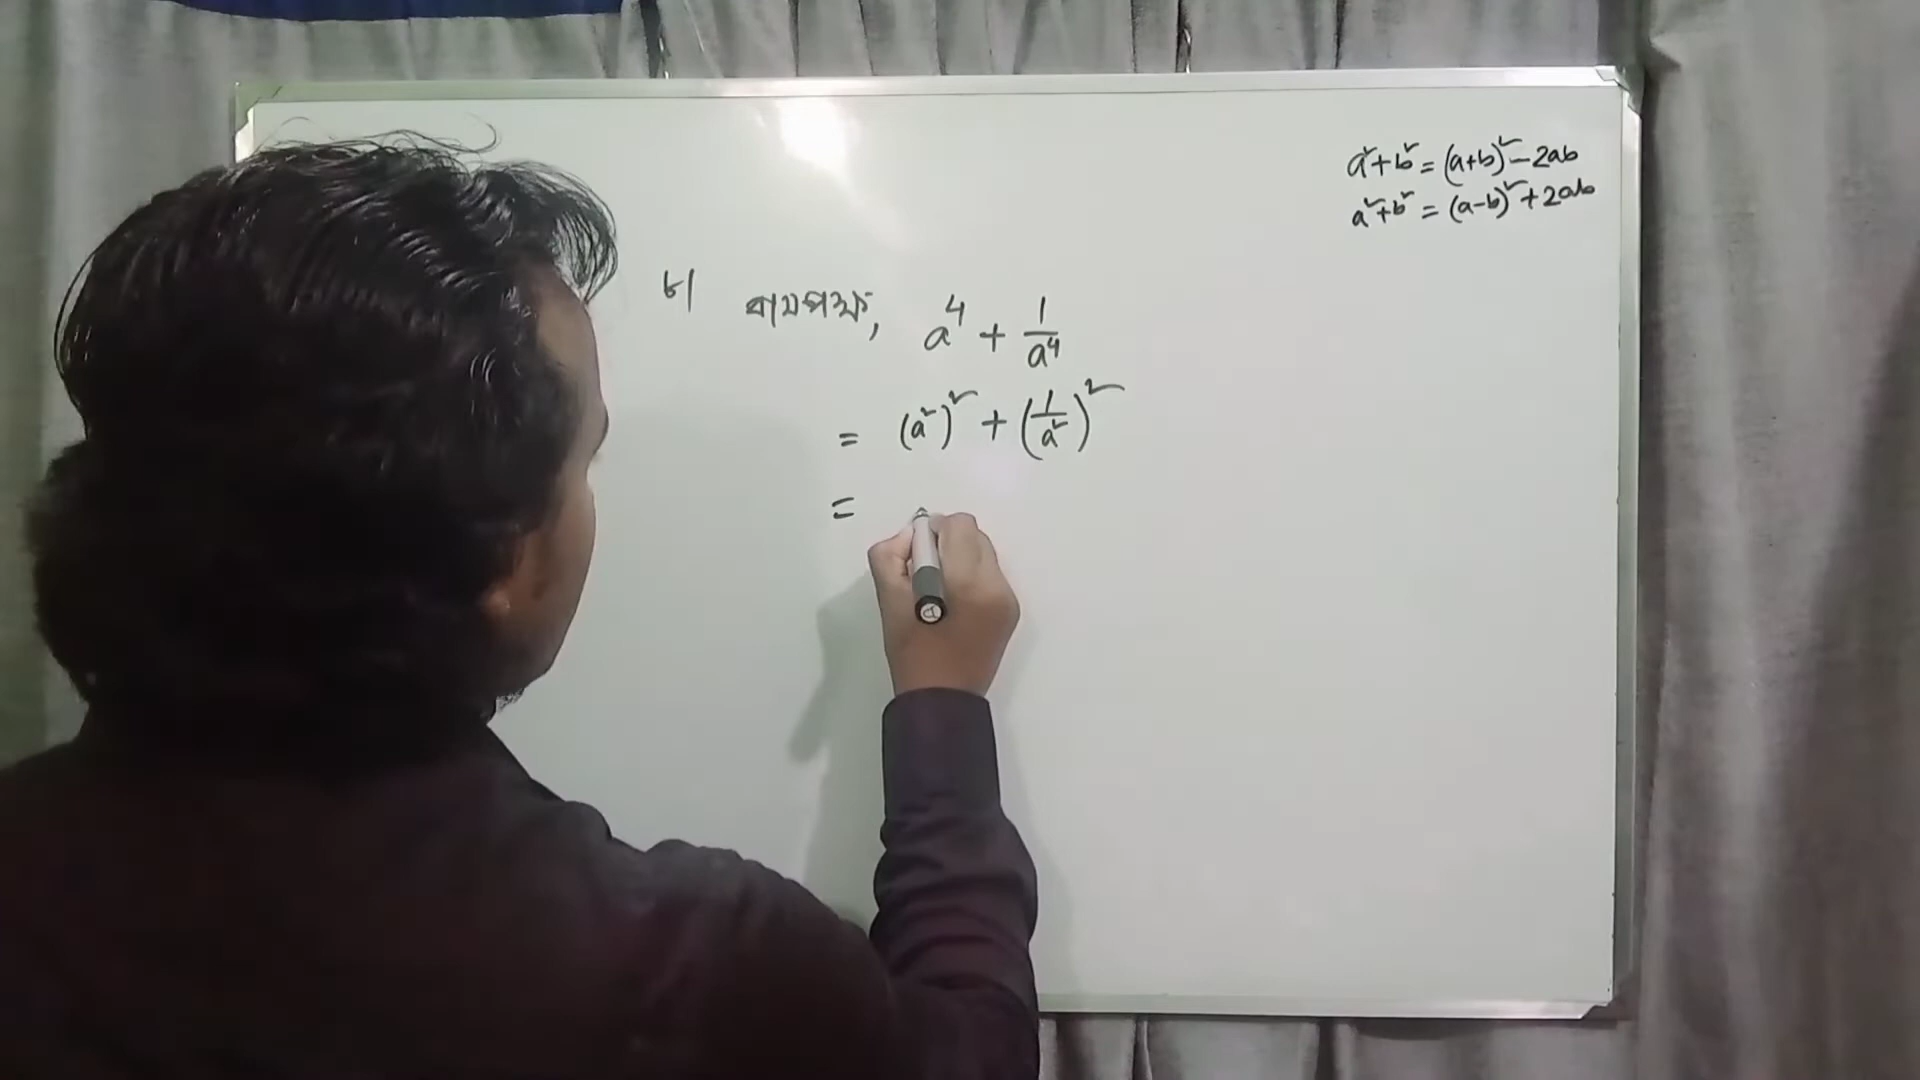 a²+b² = (a+b)² - 2ab
a²+b² = (a-b)² + 2ab
৮। বামপক্ষ, a⁴ + 1/a⁴
= (a²)² + (1/a²)²
=